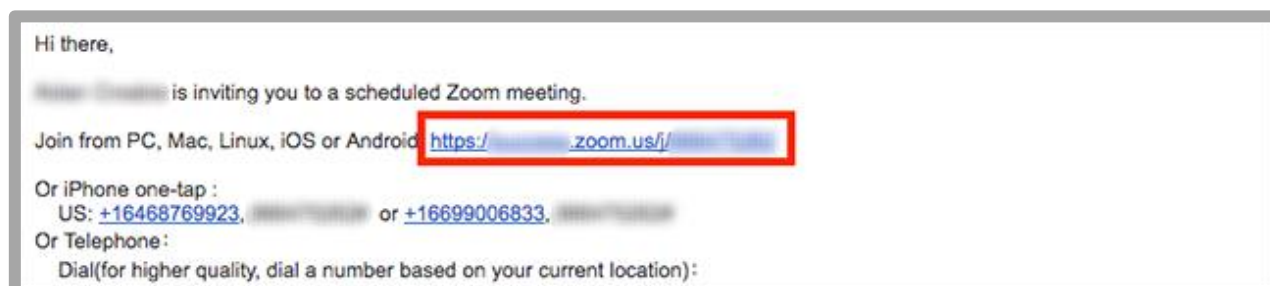 Hi there,
is inviting you to a scheduled Zoom meeting.
Join from PC, Mac, Linux, iOS or Android https:/ .zoom.us/j/
Or iPhone one-tap :
US: +16468769923, or +16699006833,
Or Telephone:
Dial(for higher quality, dial a number based on your current location):